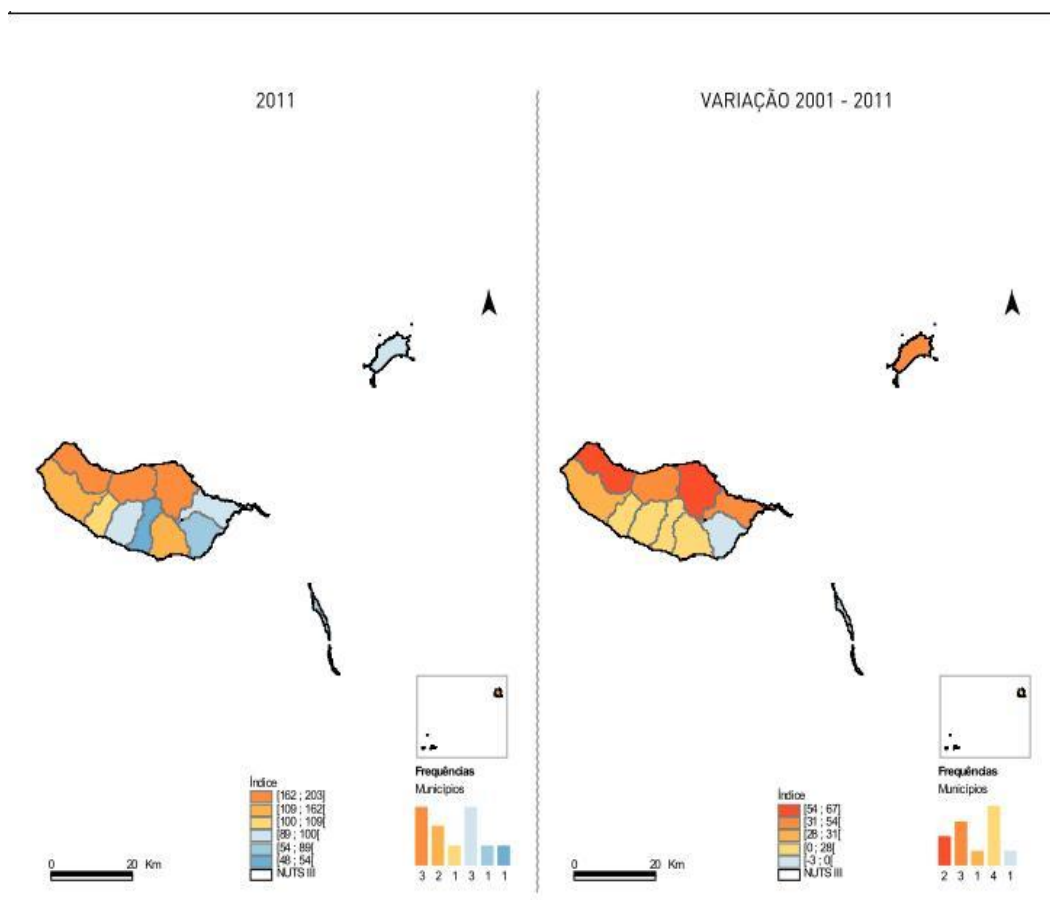 2011
VARIAÇÃO 2001 - 2011
Índice
[162 ; 203]
[109 ; 162[
[100 ; 109[
[89 ; 100[
[54 ; 89[
[48 ; 54[
NUTS III
0 20 Km
Frequências
Municípios
3 2 1 3 1 1
Índice
[54 ; 67]
[31 ; 54[
[28 ; 31[
[0 ; 28[
[-3 ; 0[
NUTS III
0 20 Km
Frequências
Municípios
2 3 1 4 1